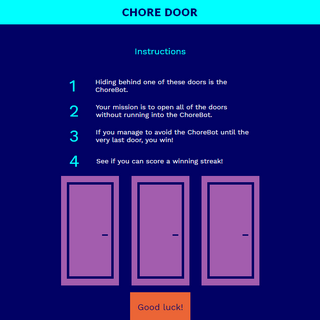 CHORE DOOR
Instructions
1 Hiding behind one of these doors is the
ChoreBot.
2 Your mission is to open all of the doors
without running into the ChoreBot.
3 If you manage to avoid the ChoreBot until the
very last door, you win!
4 See if you can score a winning streak!
Good luck!